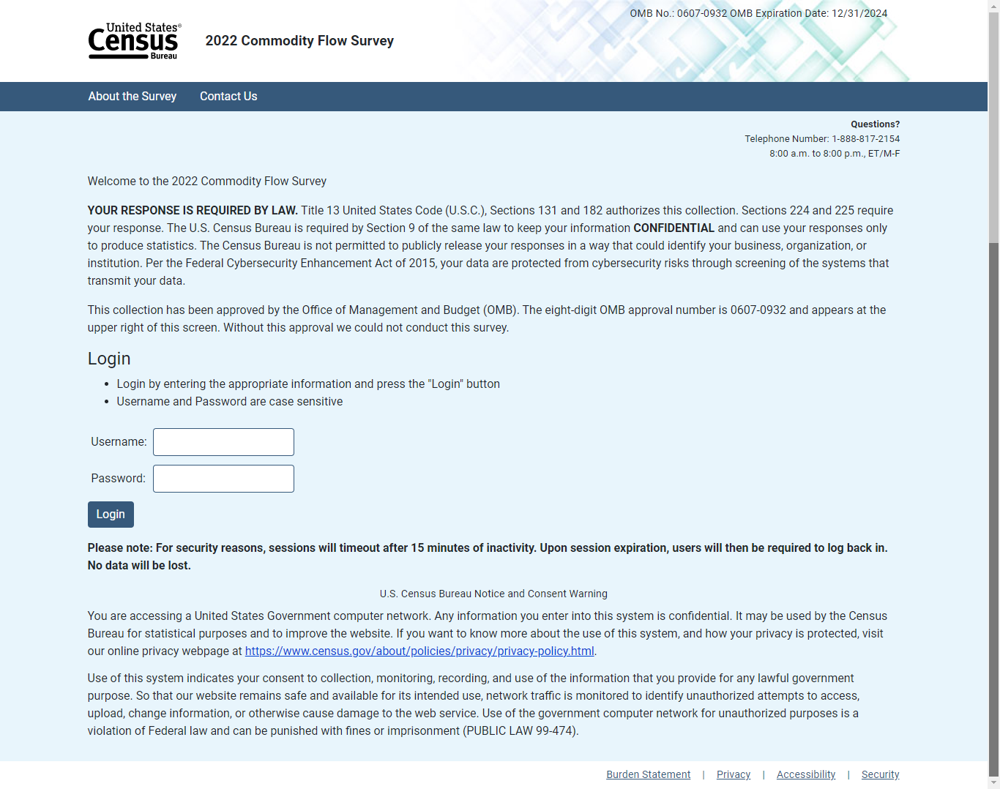 OMB No.: 0607-0932 OMB Expiration Date: 12/31/2024
United States®
Census
Bureau
2022 Commodity Flow Survey
About the Survey Contact Us
Questions?
Telephone Number: 1-888-817-2154
8:00 a.m. to 8:00 p.m., ET/M-F
Welcome to the 2022 Commodity Flow Survey
YOUR RESPONSE IS REQUIRED BY LAW. Title 13 United States Code (U.S.C.), Sections 131 and 182 authorizes this collection. Sections 224 and 225 require
your response. The U.S. Census Bureau is required by Section 9 of the same law to keep your information CONFIDENTIAL and can use your responses only
to produce statistics. The Census Bureau is not permitted to publicly release your responses in a way that could identify your business, organization, or
institution. Per the Federal Cybersecurity Enhancement Act of 2015, your data are protected from cybersecurity risks through screening of the systems that
transmit your data.
This collection has been approved by the Office of Management and Budget (OMB). The eight-digit OMB approval number is 0607-0932 and appears at the
upper right of this screen. Without this approval we could not conduct this survey.
Login
• Login by entering the appropriate information and press the "Login" button
• Username and Password are case sensitive
Username:
Password:
Login
Please note: For security reasons, sessions will timeout after 15 minutes of inactivity. Upon session expiration, users will then be required to log back in.
No data will be lost.
U.S. Census Bureau Notice and Consent Warning
You are accessing a United States Government computer network. Any information you enter into this system is confidential. It may be used by the Census
Bureau for statistical purposes and to improve the website. If you want to know more about the use of this system, and how your privacy is protected, visit
our online privacy webpage at https://www.census.gov/about/policies/privacy/privacy-policy.html.
Use of this system indicates your consent to collection, monitoring, recording, and use of the information that you provide for any lawful government
purpose. So that our website remains safe and available for its intended use, network traffic is monitored to identify unauthorized attempts to access,
upload, change information, or otherwise cause damage to the web service. Use of the government computer network for unauthorized purposes is a
violation of Federal law and can be punished with fines or imprisonment (PUBLIC LAW 99-474).
Burden Statement | Privacy | Accessibility | Security